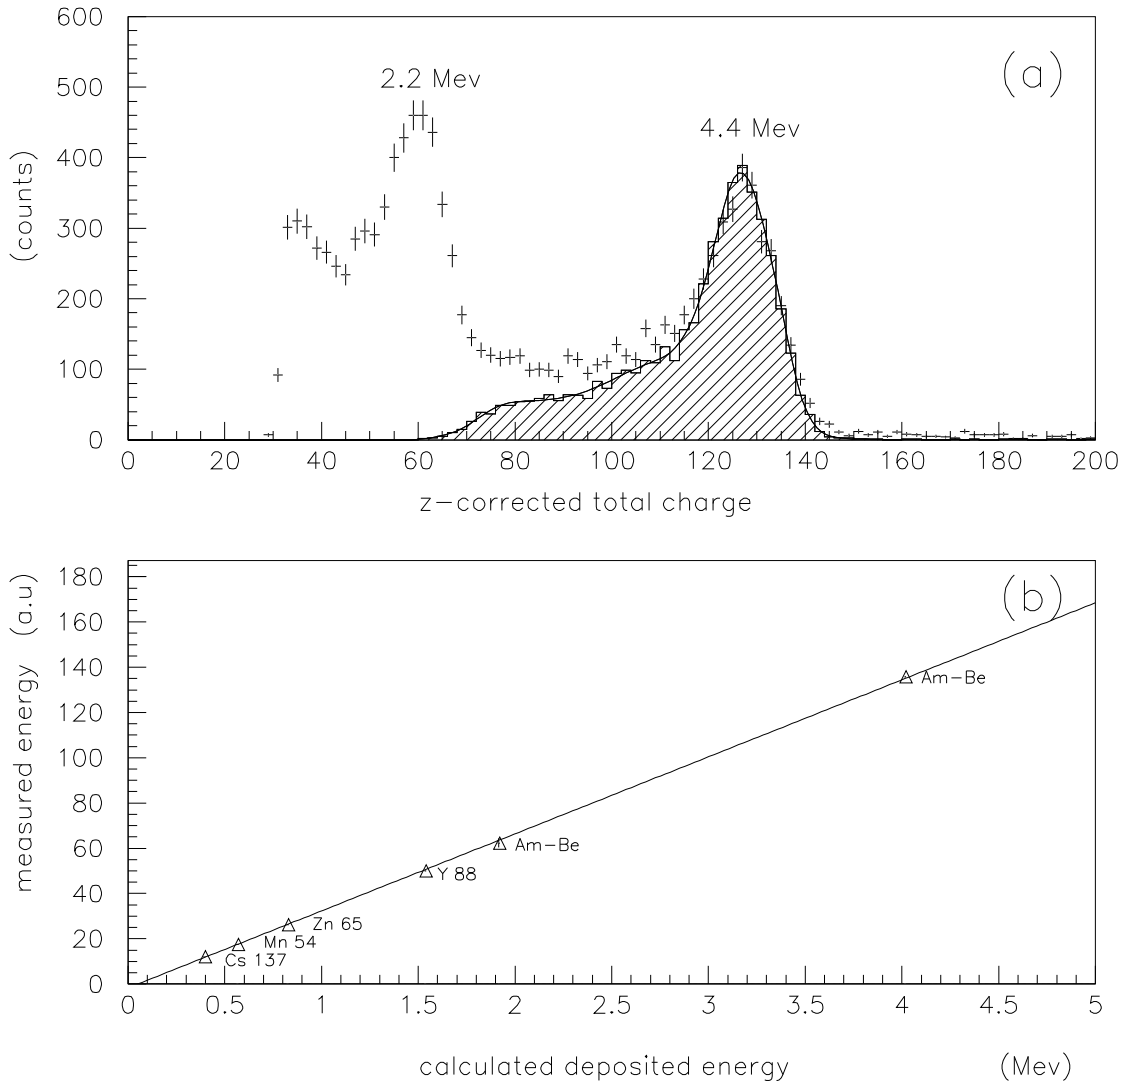 600
500
400
300
200
100
0
(counts)
(a)
2.2 Mev
4.4 Mev
0 20 40 60 80 100 120 140 160 180 200
z-corrected total charge
180
160
140
120
100
80
60
40
20
0
measured energy (a.u)
(b)
Am-Be
Am-Be
Y 88
Zn 65
Mn 54
Cs 137
0 0.5 1 1.5 2 2.5 3 3.5 4 4.5 5
calculated deposited energy (Mev)